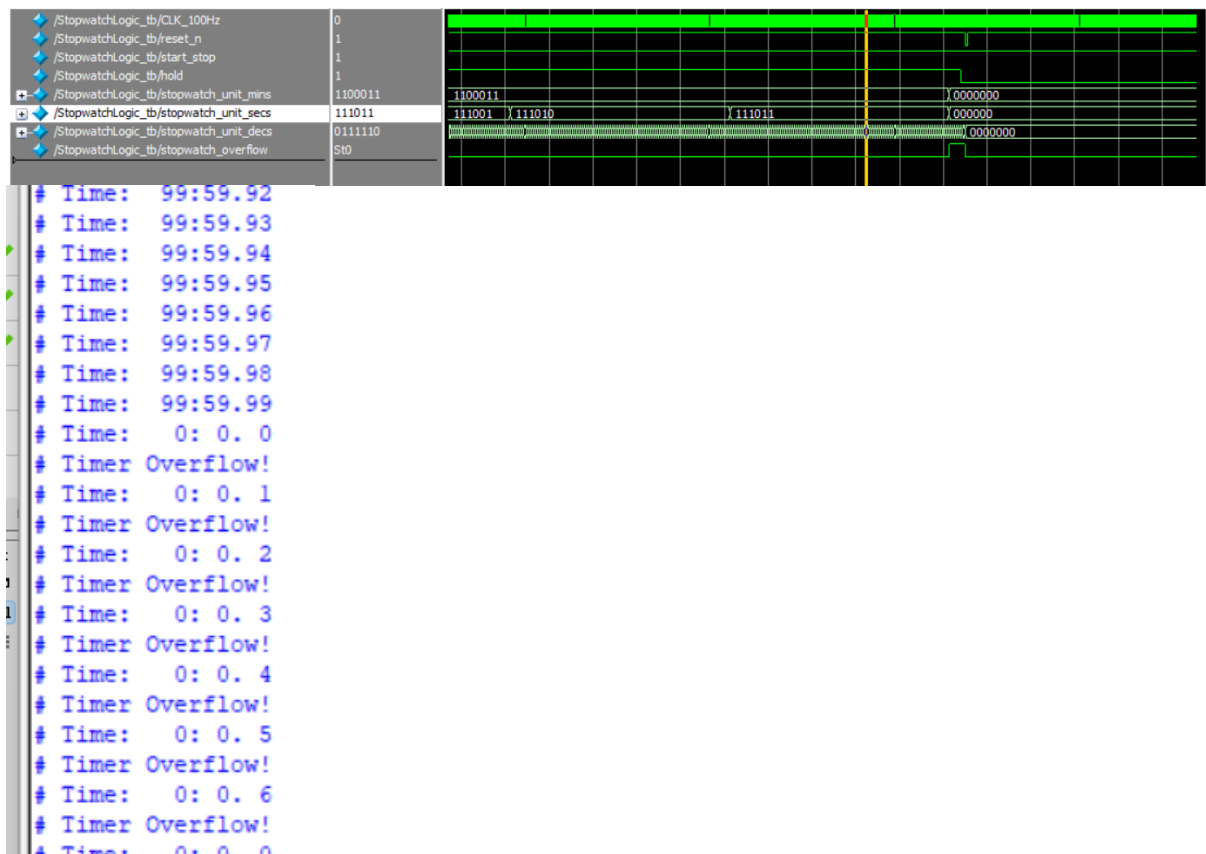 /StopwatchLogic_tb/CLK_100Hz 0
/StopwatchLogic_tb/reset_n 1
/StopwatchLogic_tb/start_stop 1
/StopwatchLogic_tb/hold 1
/StopwatchLogic_tb/stopwatch_unit_mins 1100011 1100011 0000000
/StopwatchLogic_tb/stopwatch_unit_secs 111011 111001 111010 111011 000000
/StopwatchLogic_tb/stopwatch_unit_decs 0111110 0000000
/StopwatchLogic_tb/stopwatch_overflow St0
# Time: 99:59.92
# Time: 99:59.93
# Time: 99:59.94
# Time: 99:59.95
# Time: 99:59.96
# Time: 99:59.97
# Time: 99:59.98
# Time: 99:59.99
# Time: 0: 0. 0
# Timer Overflow!
# Time: 0: 0. 1
# Timer Overflow!
# Time: 0: 0. 2
# Timer Overflow!
# Time: 0: 0. 3
# Timer Overflow!
# Time: 0: 0. 4
# Timer Overflow!
# Time: 0: 0. 5
# Timer Overflow!
# Time: 0: 0. 6
# Timer Overflow!